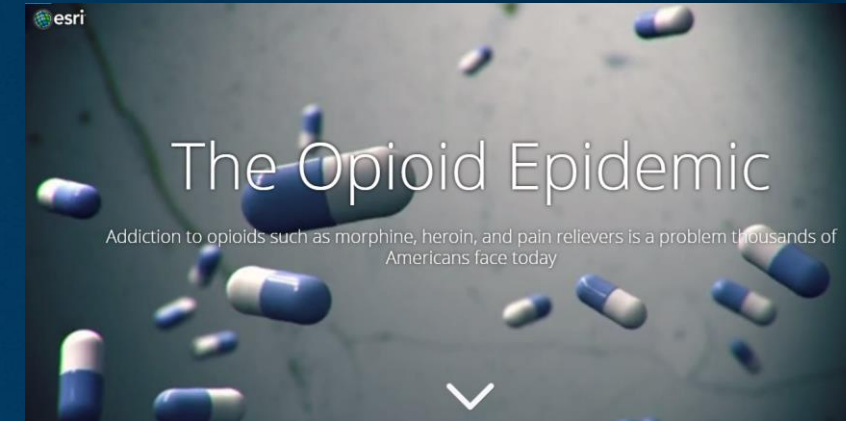 esri
The Opioid Epidemic
Addiction to opioids such as morphine, heroin, and pain relievers is a problem thousands of
Americans face today